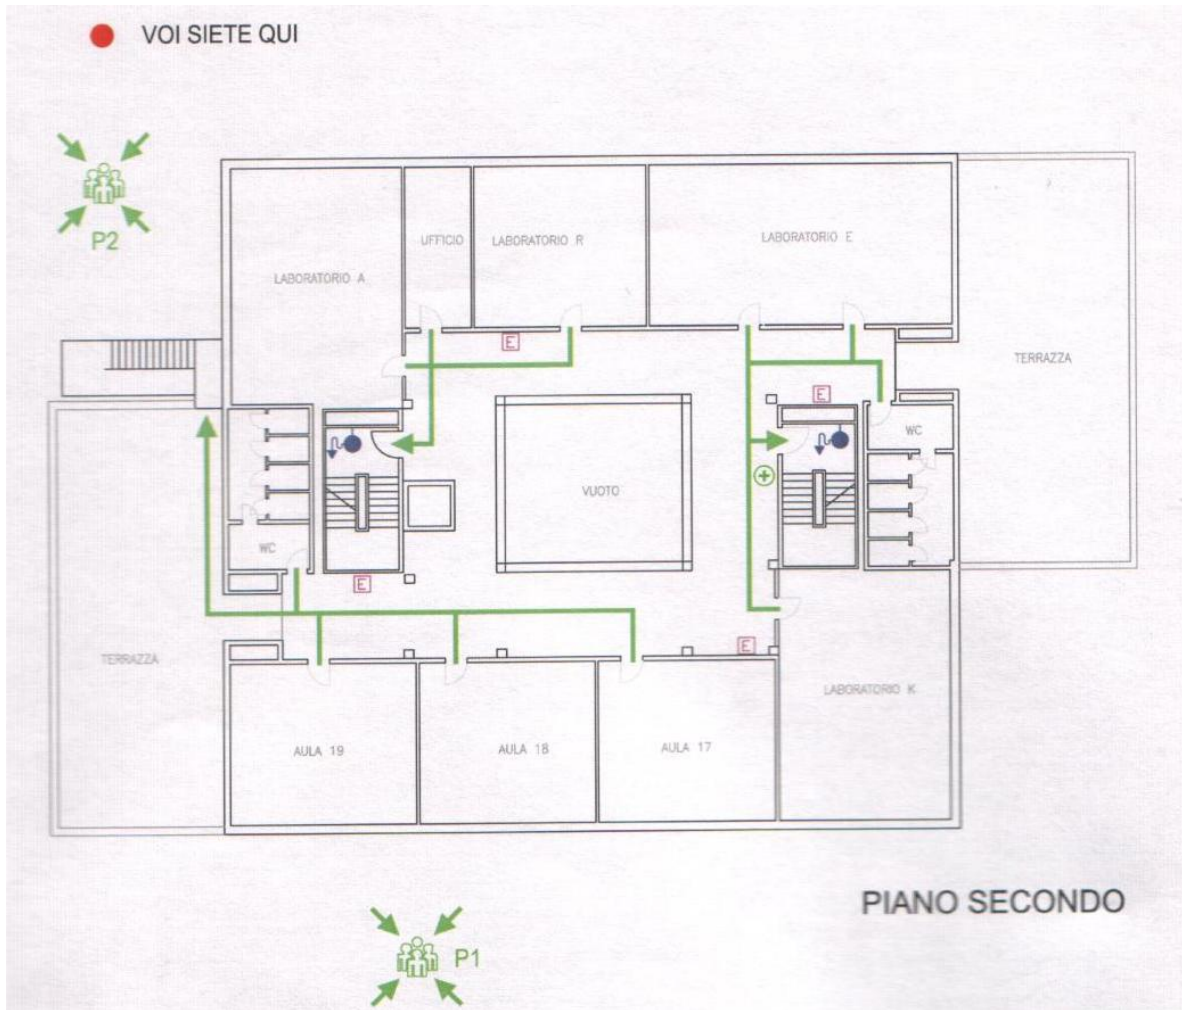 VOI SIETE QUI
P2
UFFICIO
LABORATORIO R
LABORATORIO E
LABORATORIO A
E
TERRAZZA
E
WC
VUOTO
WC
E
E
TERRAZZA
LABORATORIO K
AULA 19
AULA 18
AULA 17
PIANO SECONDO
P1